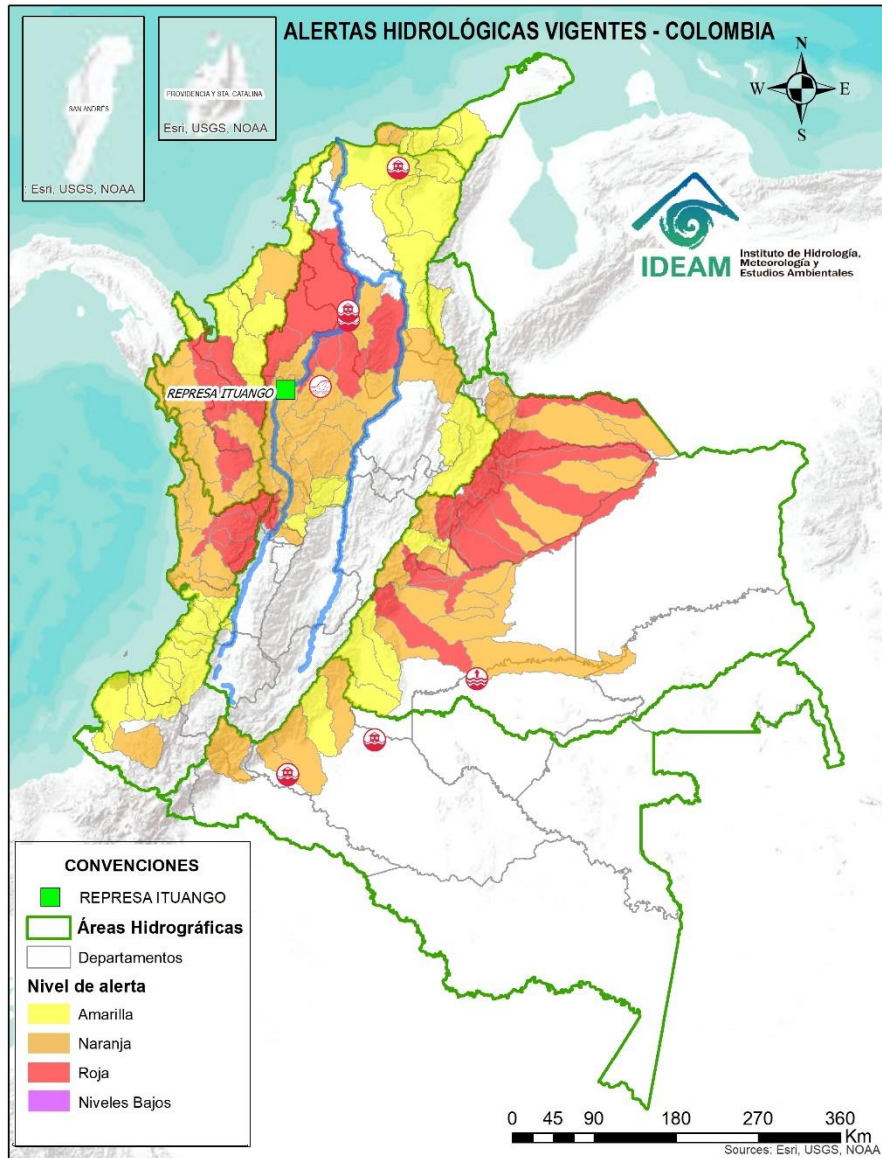 ALERTAS HIDROLÓGICAS VIGENTES - COLOMBIA
SAN ANDRÉS
: Esri, USGS, NOAA
PROVIDENCIA Y STA. CATALINA
Esri, USGS, NOAA
N
W
E
S
IDEAM
Instituto de Hidrología,
Meteorología y
Estudios Ambientales
REPRESA ITUANGO
CONVENCIONES
REPRESA ITUANGO
Áreas Hidrográficas
Departamentos
Nivel de alerta
Amarilla
Naranja
Roja
Niveles Bajos
0 45 90 180 270 360
Km
Sources: Esri, USGS, NOAA